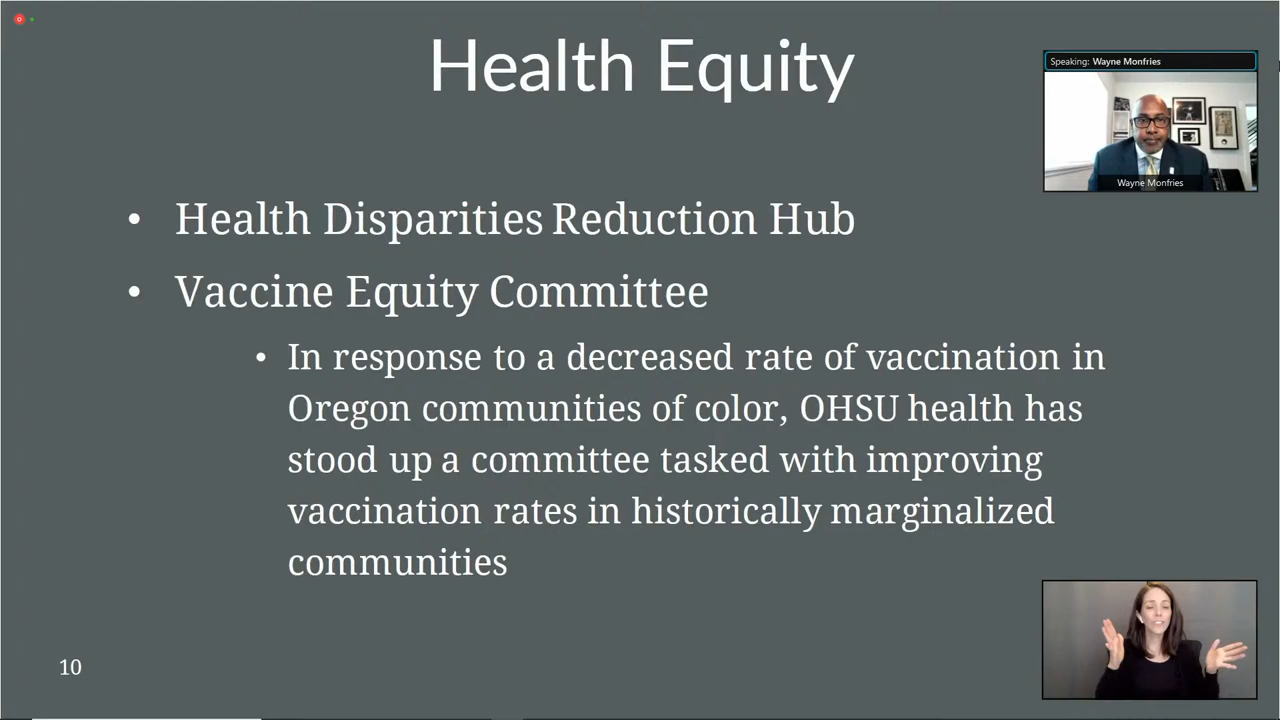 Health Equity
Speaking: Wayne Monfries
Wayne Monfries
• Health Disparities Reduction Hub
• Vaccine Equity Committee
• In response to a decreased rate of vaccination in
Oregon communities of color, OHSU health has
stood up a committee tasked with improving
vaccination rates in historically marginalized
communities
10